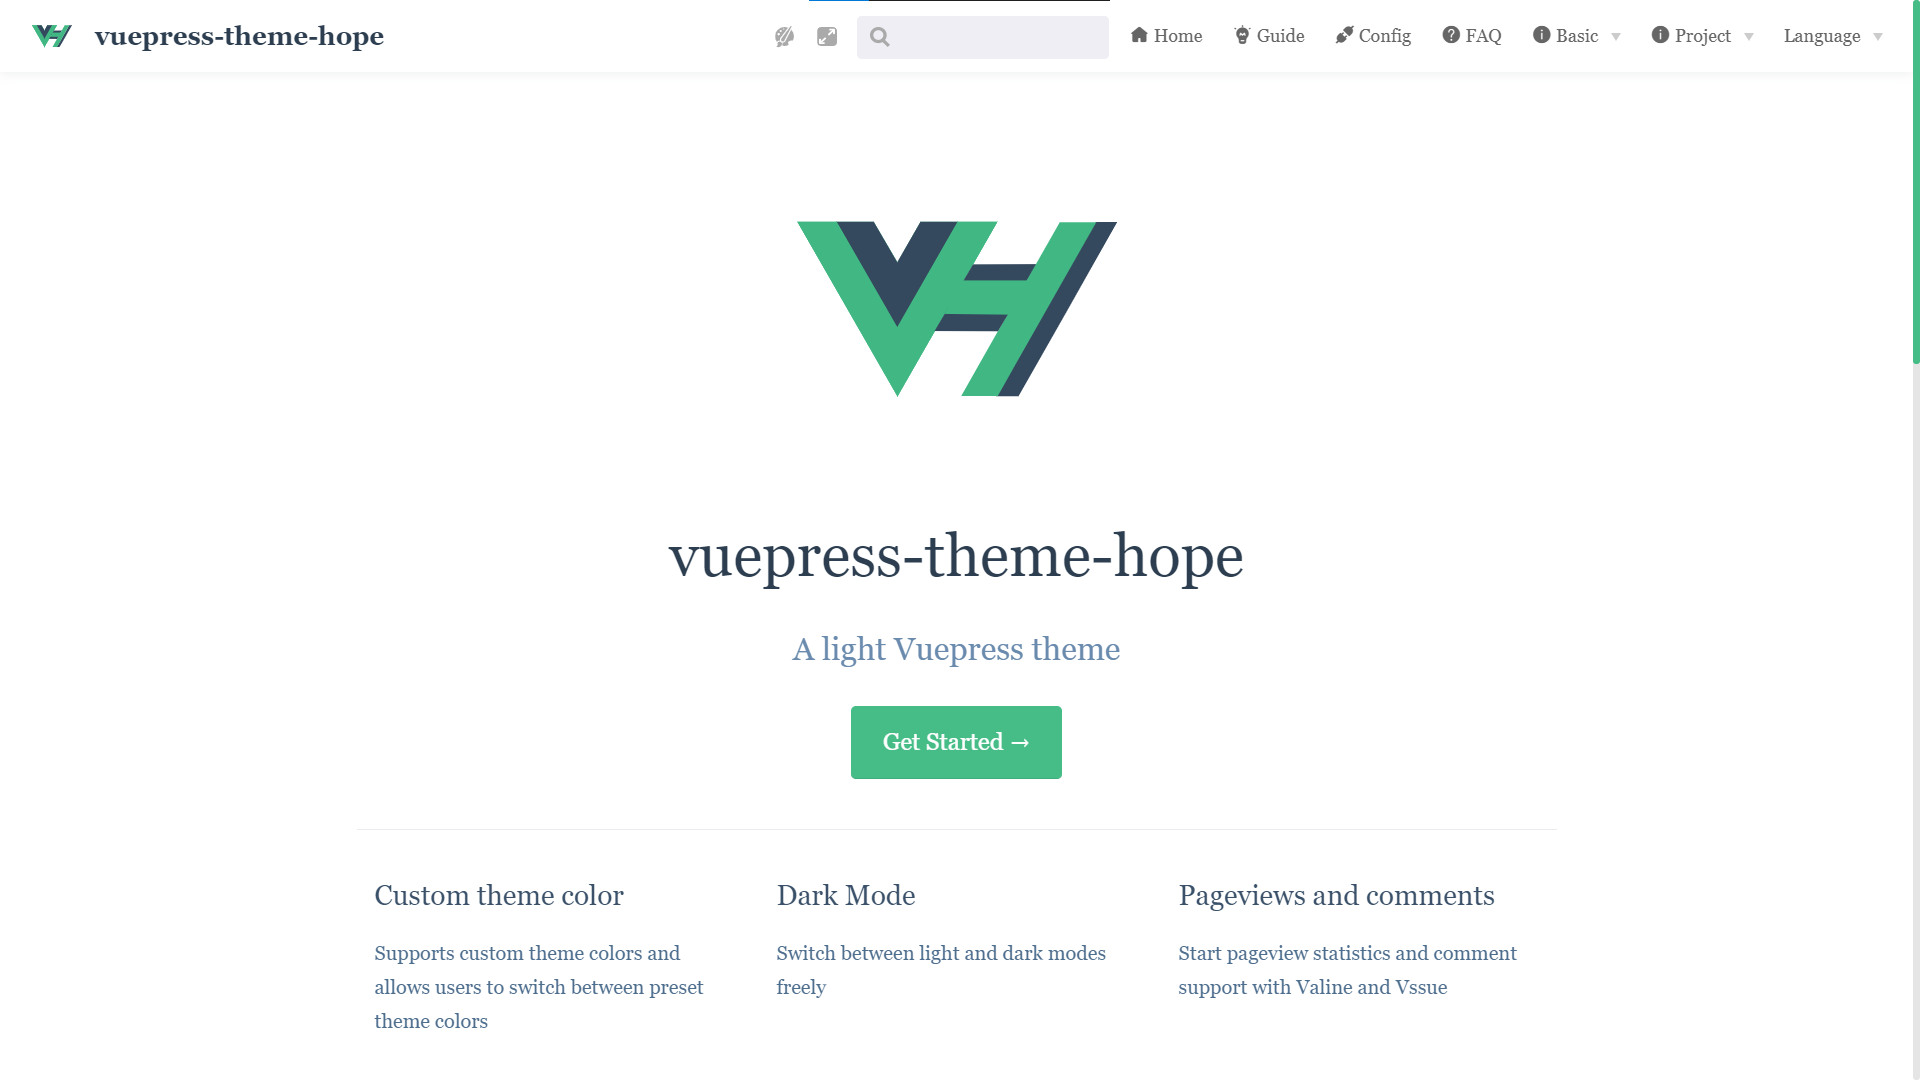 vuepress-theme-hope
Home Guide Config FAQ Basic Project Language
vuepress-theme-hope
A light Vuepress theme
Get Started →
Custom theme color
Supports custom theme colors and
allows users to switch between preset
theme colors
Dark Mode
Switch between light and dark modes
freely
Pageviews and comments
Start pageview statistics and comment
support with Valine and Vssue